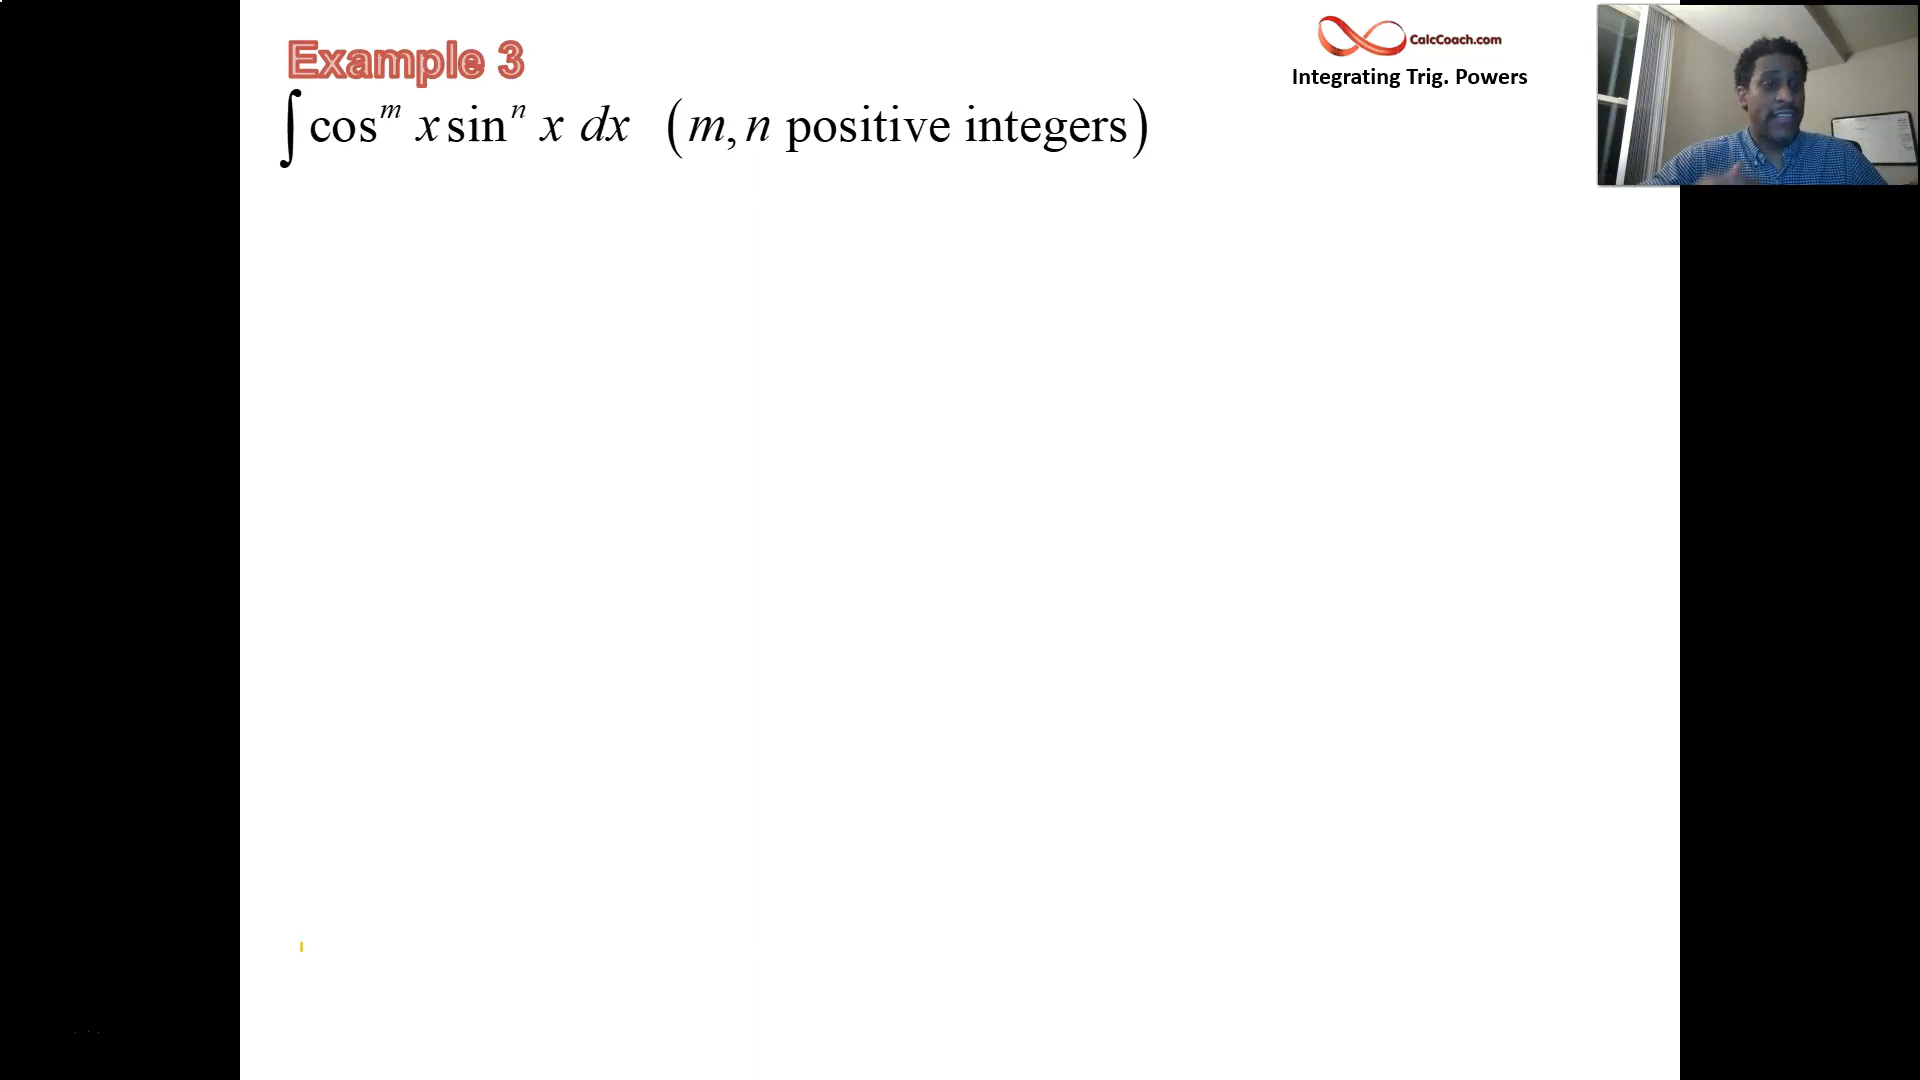 Example 3
∫ cos^m x sin^n x dx (m, n positive integers)
CalcCoach.com
Integrating Trig. Powers